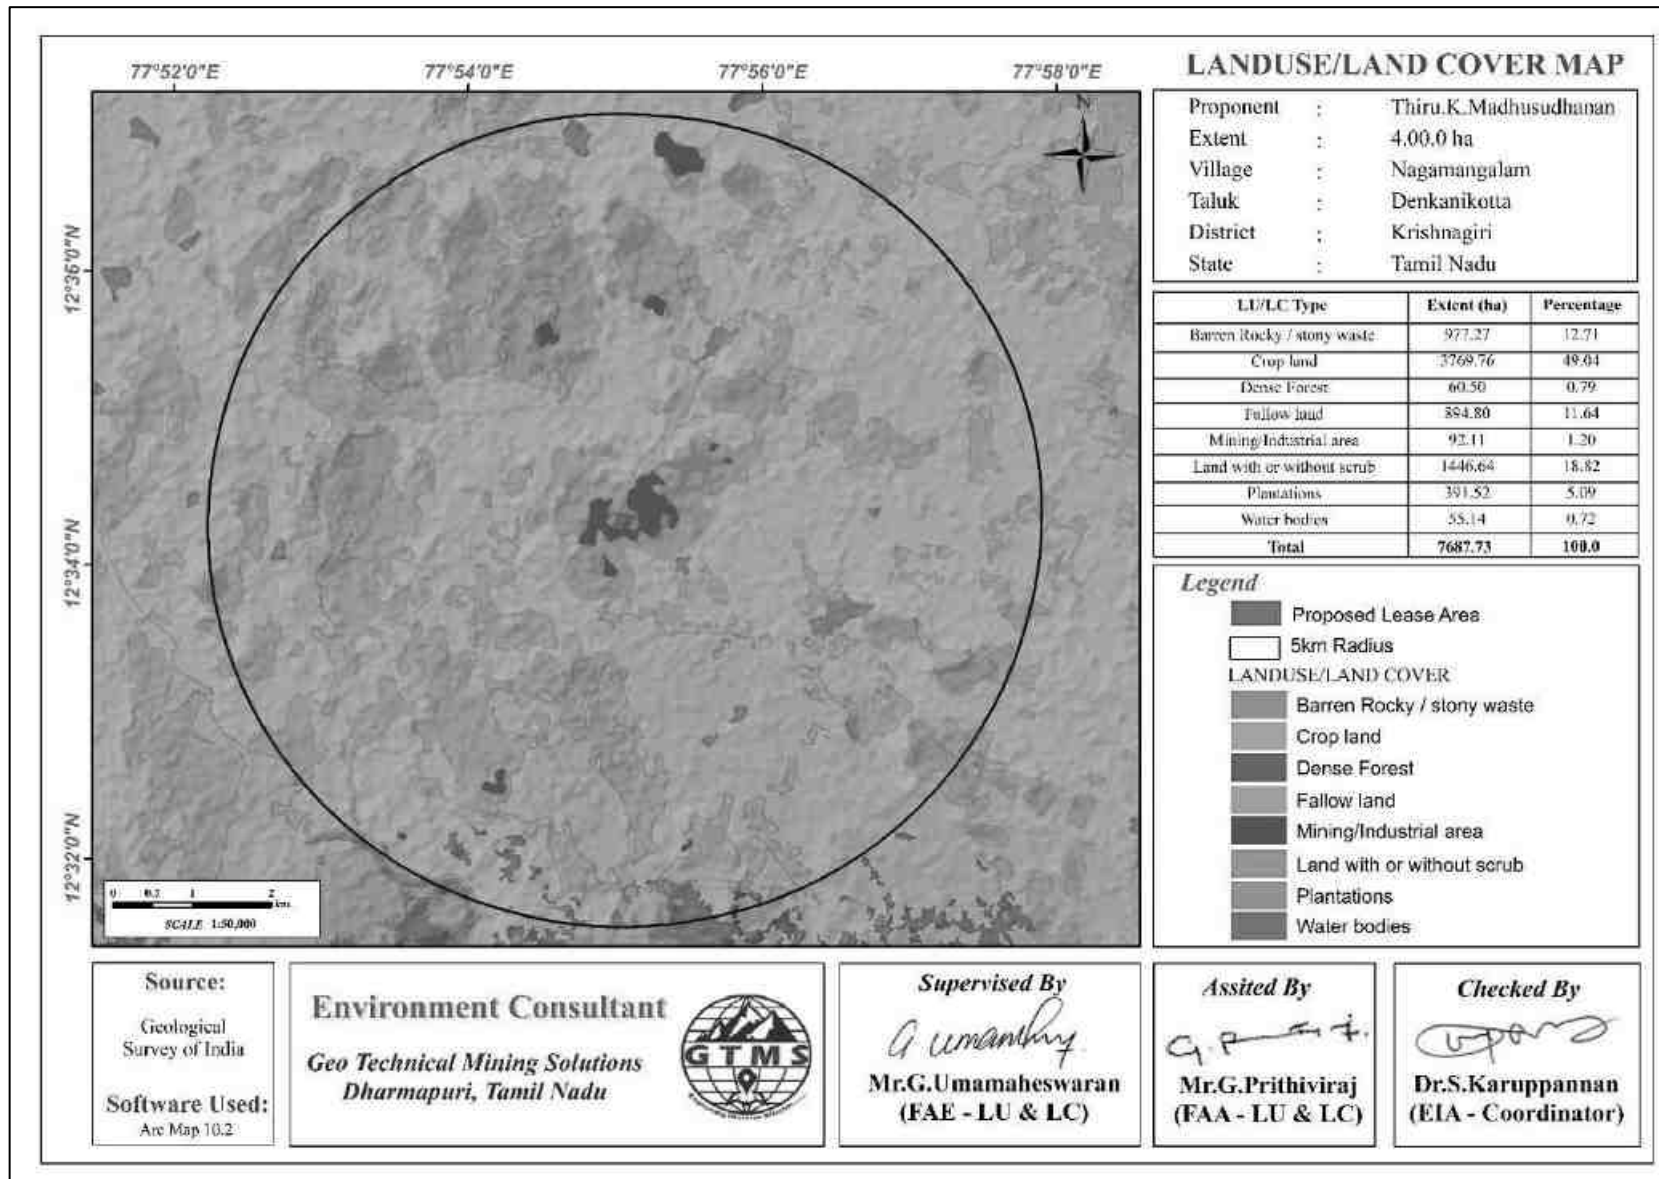 LANDUSE/LAND COVER MAP
77°52'0"E 77°54'0"E 77°56'0"E 77°58'0"E
12°36'0"N
12°34'0"N
12°32'0"N
N
Proponent : Thiru.K.Madhusudhanan
Extent : 4.00.0 ha
Village : Nagamangalam
Taluk : Denkanikotta
District : Krishnagiri
State : Tamil Nadu
LU/LC Type Extent (ha) Percentage
Barren Rocky / stony waste 977.27 12.71
Crop land 3769.76 49.04
Dense Forest 60.50 0.79
Fallow land 894.80 11.64
Mining/Industrial area 92.11 1.20
Land with or without scrub 1446.64 18.82
Plantations 391.52 5.09
Water bodies 55.14 0.72
Total 7687.73 100.0
Legend
Proposed Lease Area
5km Radius
LANDUSE/LAND COVER
Barren Rocky / stony waste
Crop land
Dense Forest
Fallow land
Mining/Industrial area
Land with or without scrub
Plantations
Water bodies
0 0.5 1 2
km
SCALE 1:50,000
Source:
Geological
Survey of India
Software Used:
Arc Map 10.2
Environment Consultant
Geo Technical Mining Solutions
Dharmapuri, Tamil Nadu
GTMS
Supervised By
Mr.G.Umamaheswaran
(FAE - LU & LC)
Assited By
Mr.G.Prithiviraj
(FAA - LU & LC)
Checked By
Dr.S.Karuppannan
(EIA - Coordinator)